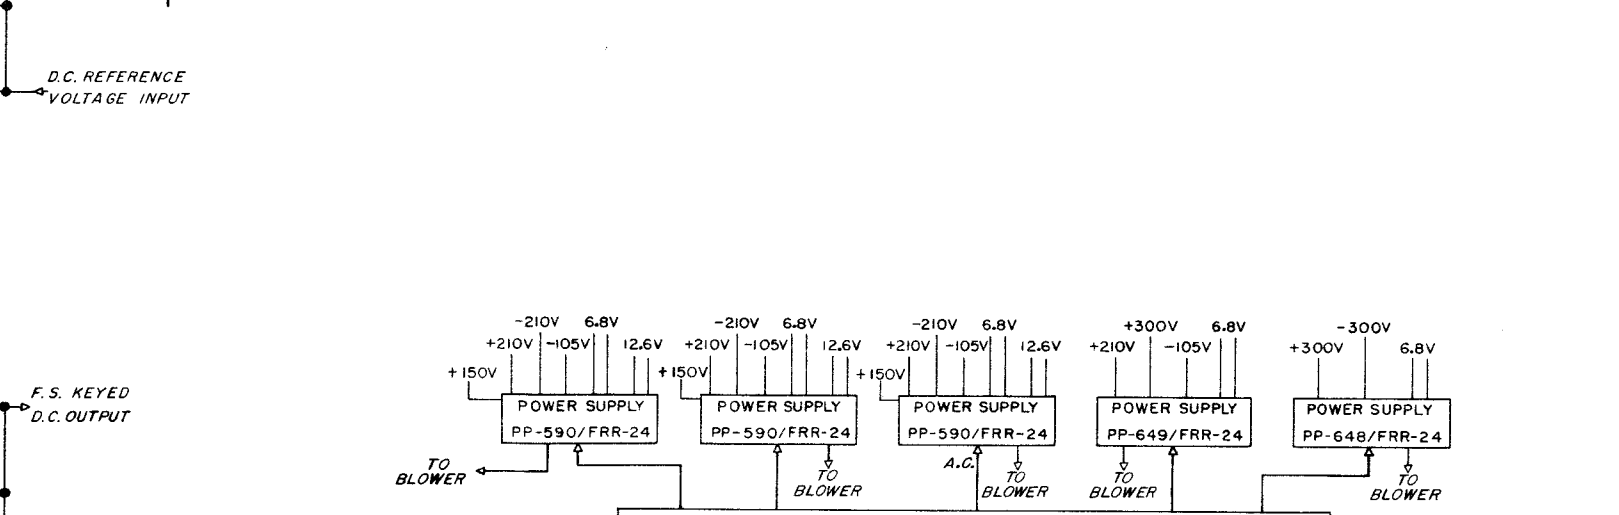 D.C. REFERENCE
VOLTAGE INPUT
F.S. KEYED
D.C. OUTPUT
-210V 6.8V
+210V -105V 12.6V
+150V
POWER SUPPLY
PP-590/FRR-24
TO
BLOWER
-210V 6.8V
+210V -105V 12.6V
+150V
POWER SUPPLY
PP-590/FRR-24
TO
BLOWER
-210V 6.8V
+210V -105V 12.6V
+150V
POWER SUPPLY
PP-590/FRR-24
A.C.
TO
BLOWER
+300V 6.8V
+210V -105V
POWER SUPPLY
PP-649/FRR-24
TO
BLOWER
-300V
+300V 6.8V
POWER SUPPLY
PP-648/FRR-24
TO
BLOWER